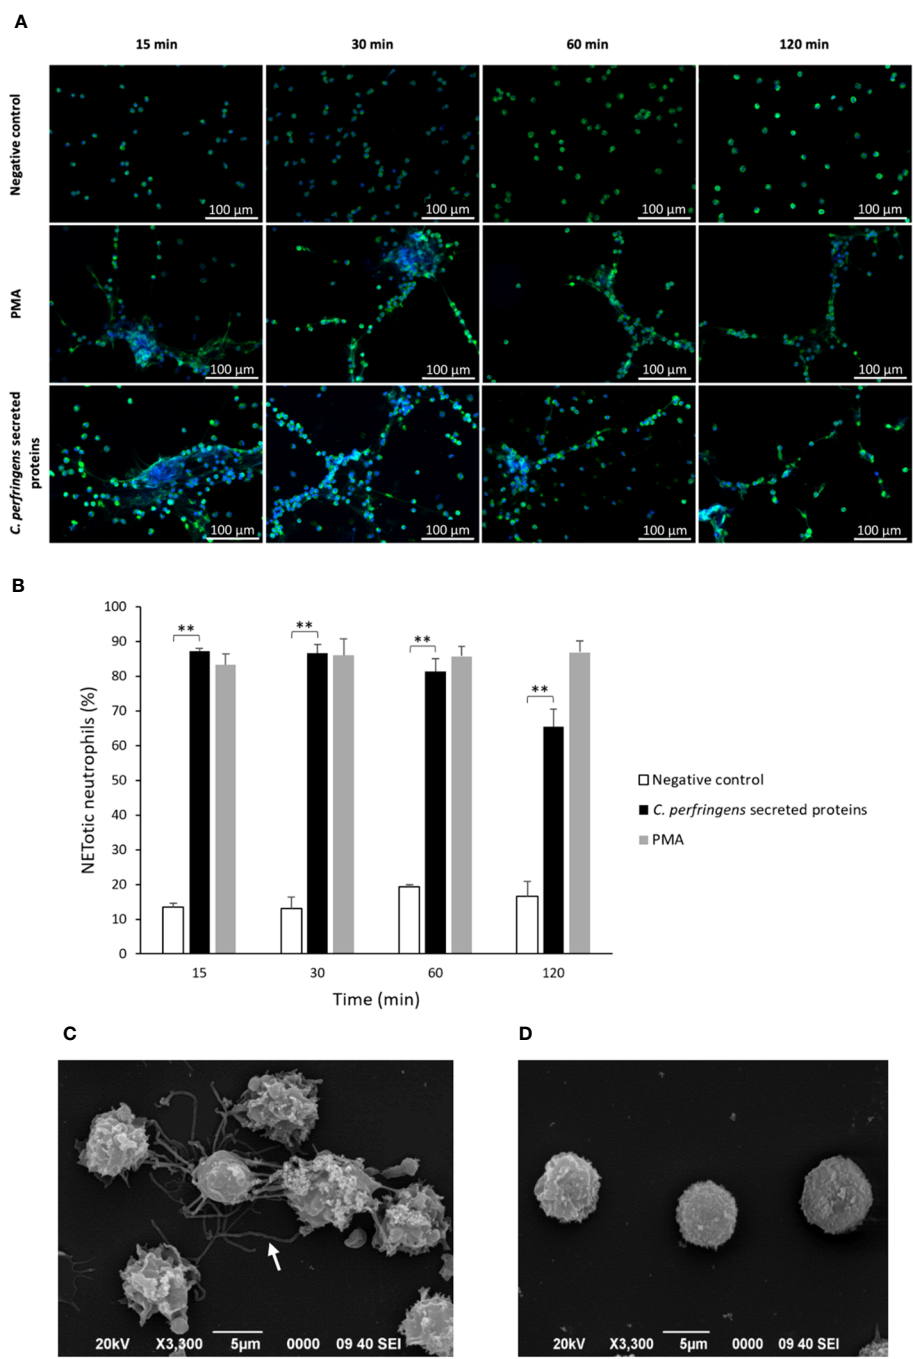 A
15 min
30 min
60 min
120 min
Negative control
100 µm
100 µm
100 µm
100 µm
PMA
100 µm
100 µm
100 µm
100 µm
C. perfringens secreted
proteins
100 µm
100 µm
100 µm
100 µm
B
NETotic neutrophils (%)
100
90
80
70
60
50
40
30
20
10
0
**
**
**
**
15
30
60
120
Time (min)
Negative control
C. perfringens secreted proteins
PMA
C
20kV X3,300 5µm 0000 09 40 SEI
D
20kV X3,300 5µm 0000 09 40 SEI